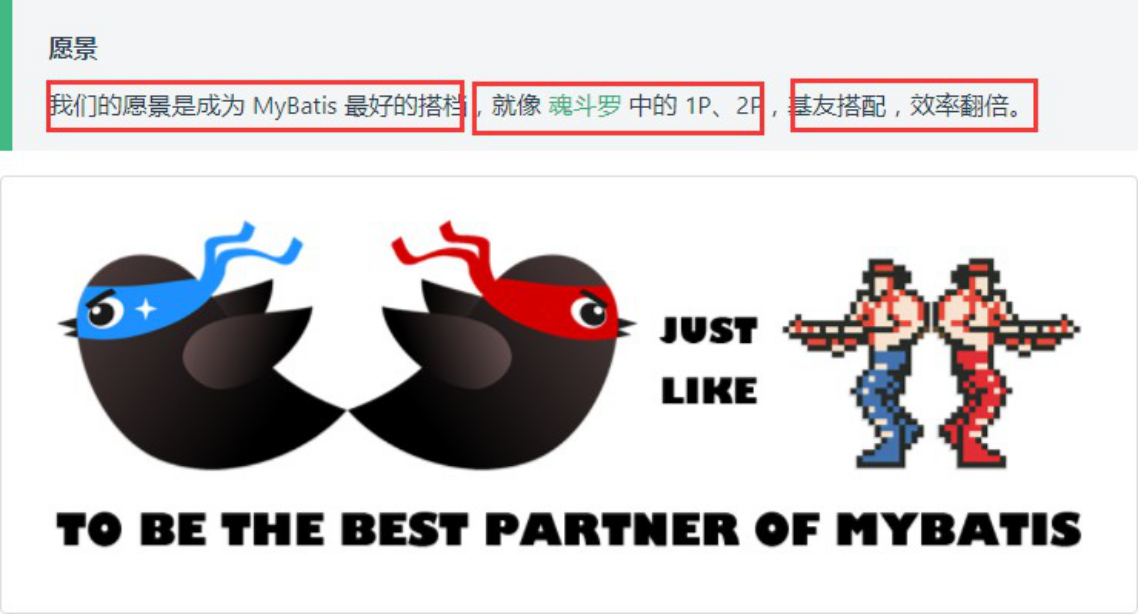 愿景
我们的愿景是成为 MyBatis 最好的搭档，就像 魂斗罗 中的 1P、2P，基友搭配，效率翻倍。
JUST
LIKE
TO BE THE BEST PARTNER OF MYBATIS